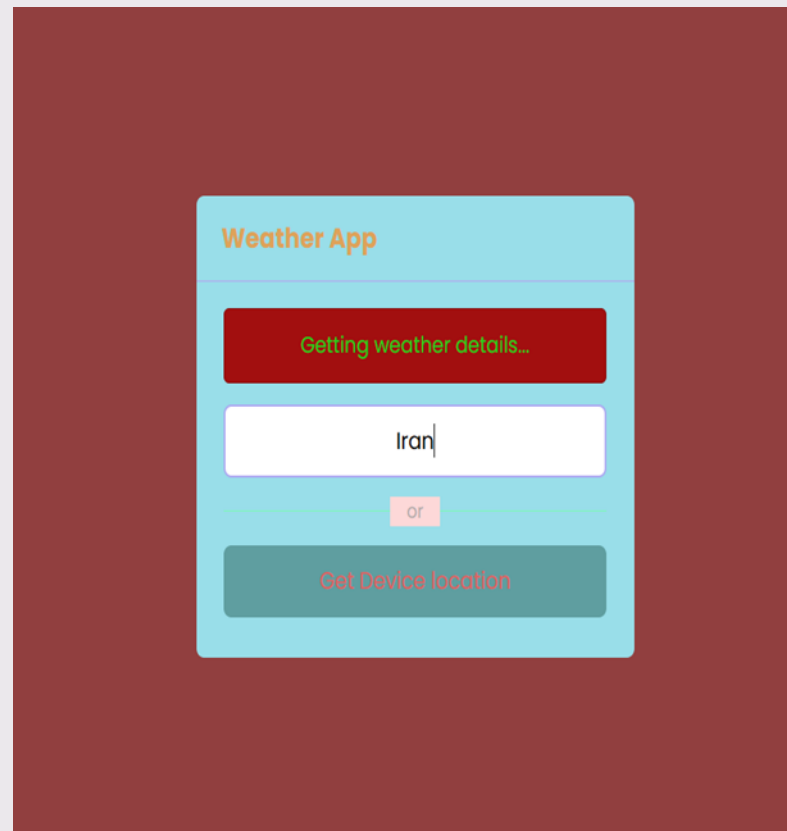 Weather App
Getting weather details...
Iran
or
Get Device location